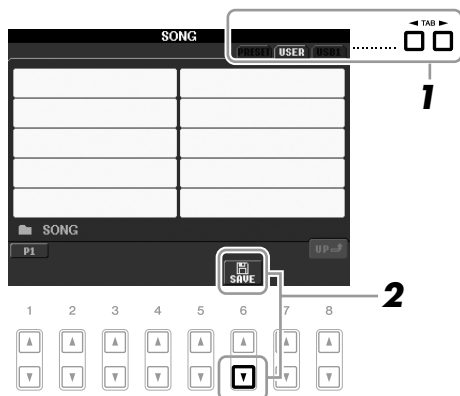 SONG
◄ TAB ►
PRESET USER USB1
1
SONG
P1
UP
SAVE
2
1 2 3 4 5 6 7 8